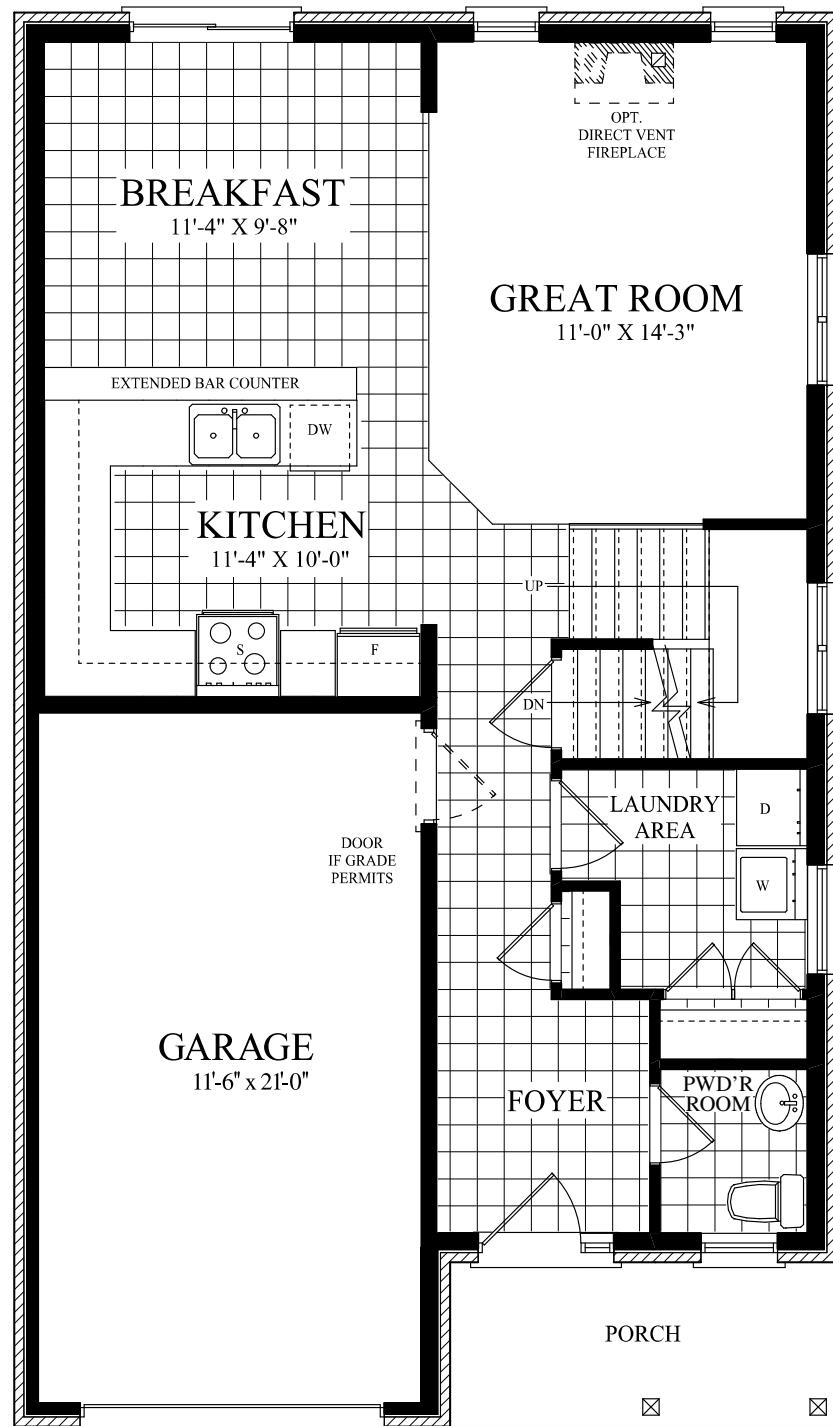 OPT.
DIRECT VENT
FIREPLACE
BREAKFAST
11'-4" X 9'-8"
GREAT ROOM
11'-0" X 14'-3"
EXTENDED BAR COUNTER
DW
KITCHEN
11'-4" X 10'-0"
UP
S
F
DN
LAUNDRY
AREA
D
DOOR
IF GRADE
PERMITS
W
GARAGE
11'-6" x 21'-0"
FOYER
PWD'R
ROOM
PORCH